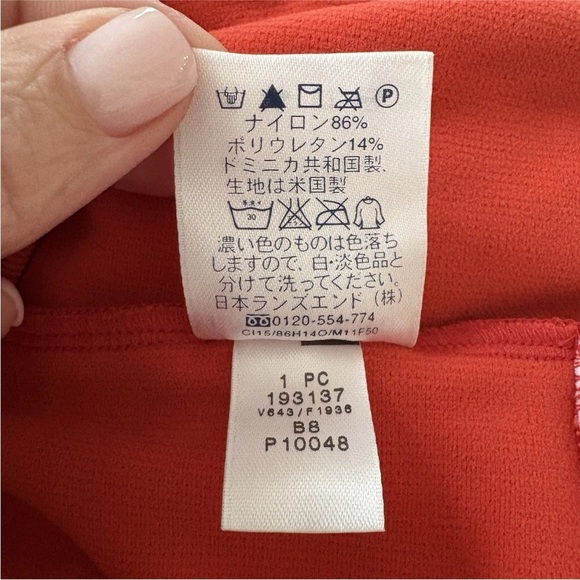 P
ナイロン86%
ポリウレタン14%
ドミニカ共和国製、
生地は米国製
30
濃い色のものは色落ち
しますので、白・淡色品と
分けて洗ってください。
日本ランズエンド（株）
0120-554-774
CI15/86H14O/M11F50
1 PC
193137
V643/F1936
B8
P10048